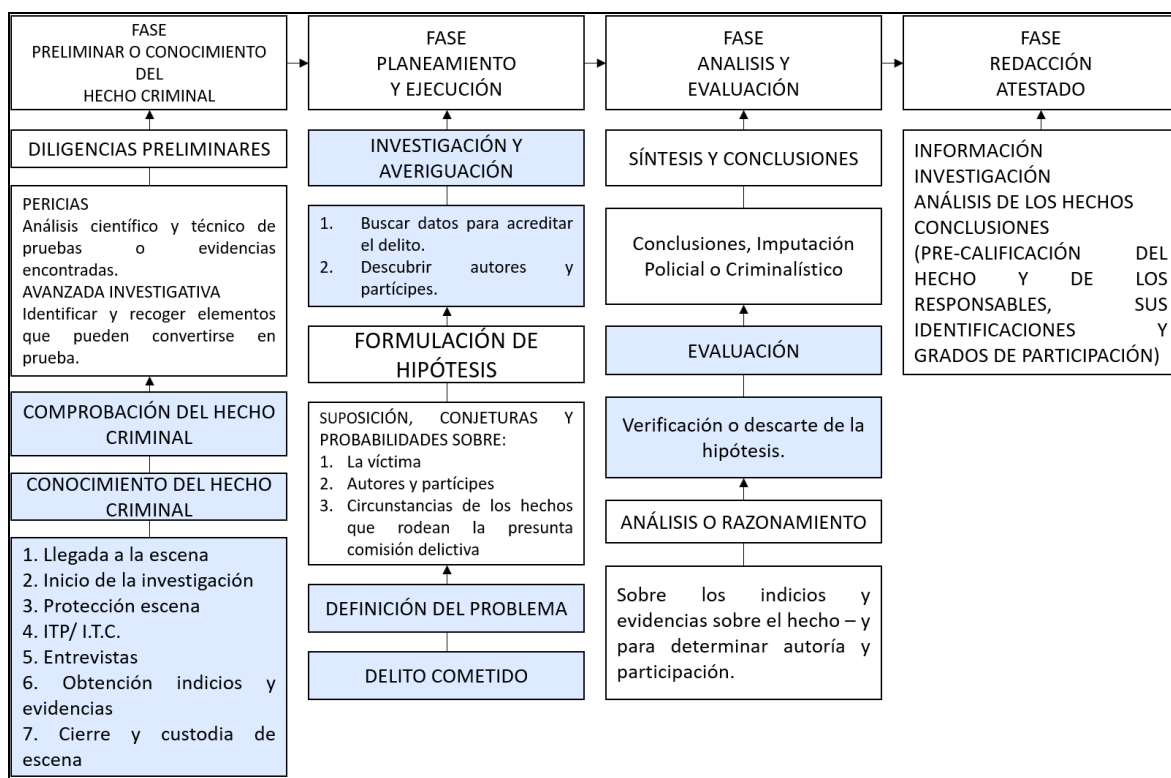 FASE
PRELIMINAR O CONOCIMIENTO
DEL
HECHO CRIMINAL
DILIGENCIAS PRELIMINARES
PERICIAS
Análisis científico y técnico de
pruebas o evidencias
encontradas.
AVANZADA INVESTIGATIVA
Identificar y recoger elementos
que pueden convertirse en
prueba.
COMPROBACIÓN DEL HECHO
CRIMINAL
CONOCIMIENTO DEL HECHO
CRIMINAL
1. Llegada a la escena
2. Inicio de la investigación
3. Protección escena
4. ITP/ I.T.C.
5. Entrevistas
6. Obtención indicios y
evidencias
7. Cierre y custodia de
escena
FASE
PLANEAMIENTO
Y EJECUCIÓN
INVESTIGACIÓN Y
AVERIGUACIÓN
1. Buscar datos para acreditar
el delito.
2. Descubrir autores y
partícipes.
FORMULACIÓN DE
HIPÓTESIS
SUPOSICIÓN, CONJETURAS Y
PROBABILIDADES SOBRE:
1. La víctima
2. Autores y partícipes
3. Circunstancias de los hechos
que rodean la presunta
comisión delictiva
DEFINICIÓN DEL PROBLEMA
DELITO COMETIDO
FASE
ANALISIS Y
EVALUACIÓN
SÍNTESIS Y CONCLUSIONES
Conclusiones, Imputación
Policial o Criminalístico
EVALUACIÓN
Verificación o descarte de la
hipótesis.
ANÁLISIS O RAZONAMIENTO
Sobre los indicios y
evidencias sobre el hecho – y
para determinar autoría y
participación.
FASE
REDACCIÓN
ATESTADO
INFORMACIÓN
INVESTIGACIÓN
ANÁLISIS DE LOS HECHOS
CONCLUSIONES
(PRE-CALIFICACIÓN DEL
HECHO Y DE LOS
RESPONSABLES, SUS
IDENTIFICACIONES Y
GRADOS DE PARTICIPACIÓN)